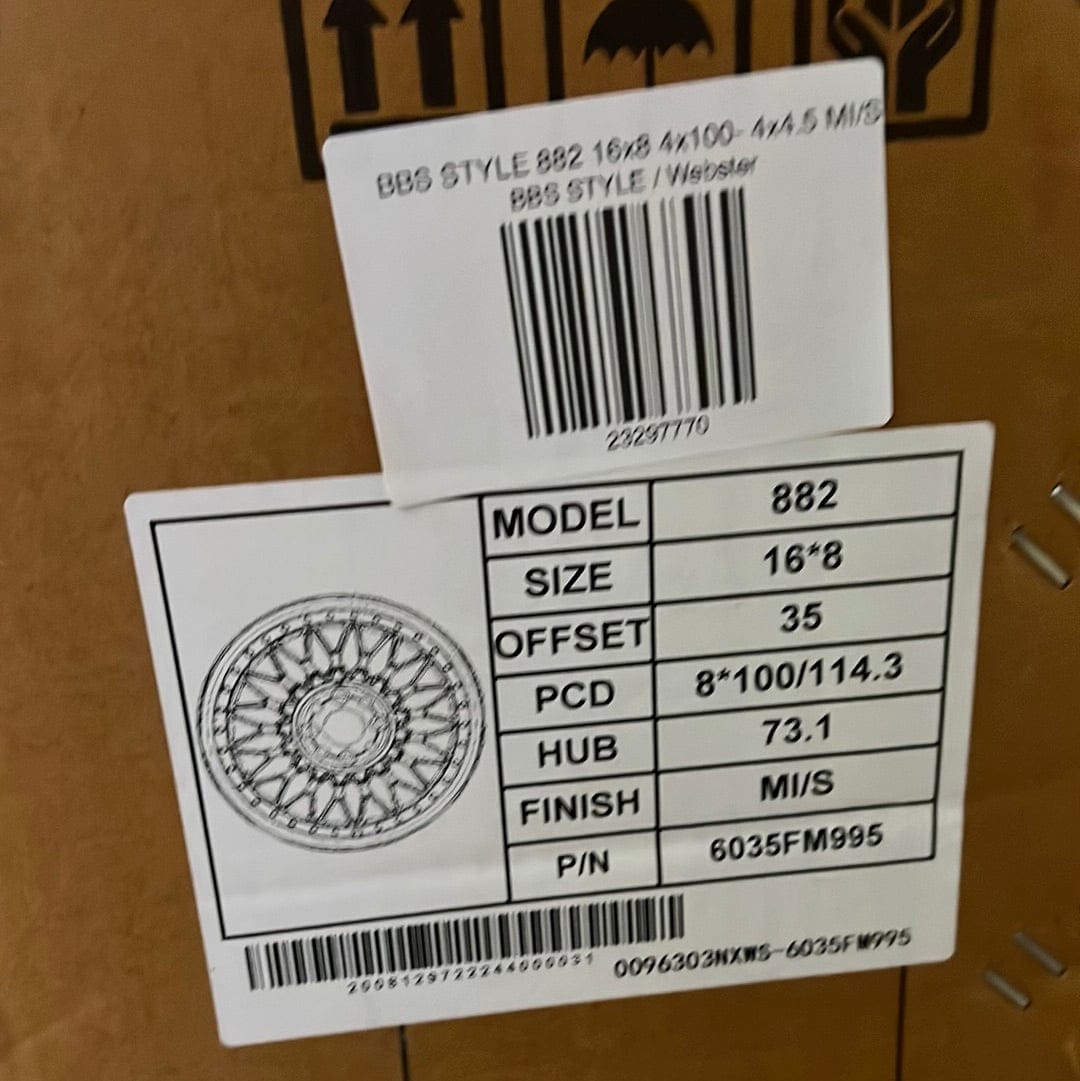 BBS STYLE 882 16x8 4x100- 4x4.5 MI/S
BBS STYLE / Webster
23297770
MODEL 882
SIZE 16*8
OFFSET 35
PCD 8*100/114.3
HUB 73.1
FINISH MI/S
P/N 6035FM995
2008129722244000031 0096303NXWS-6035FM995